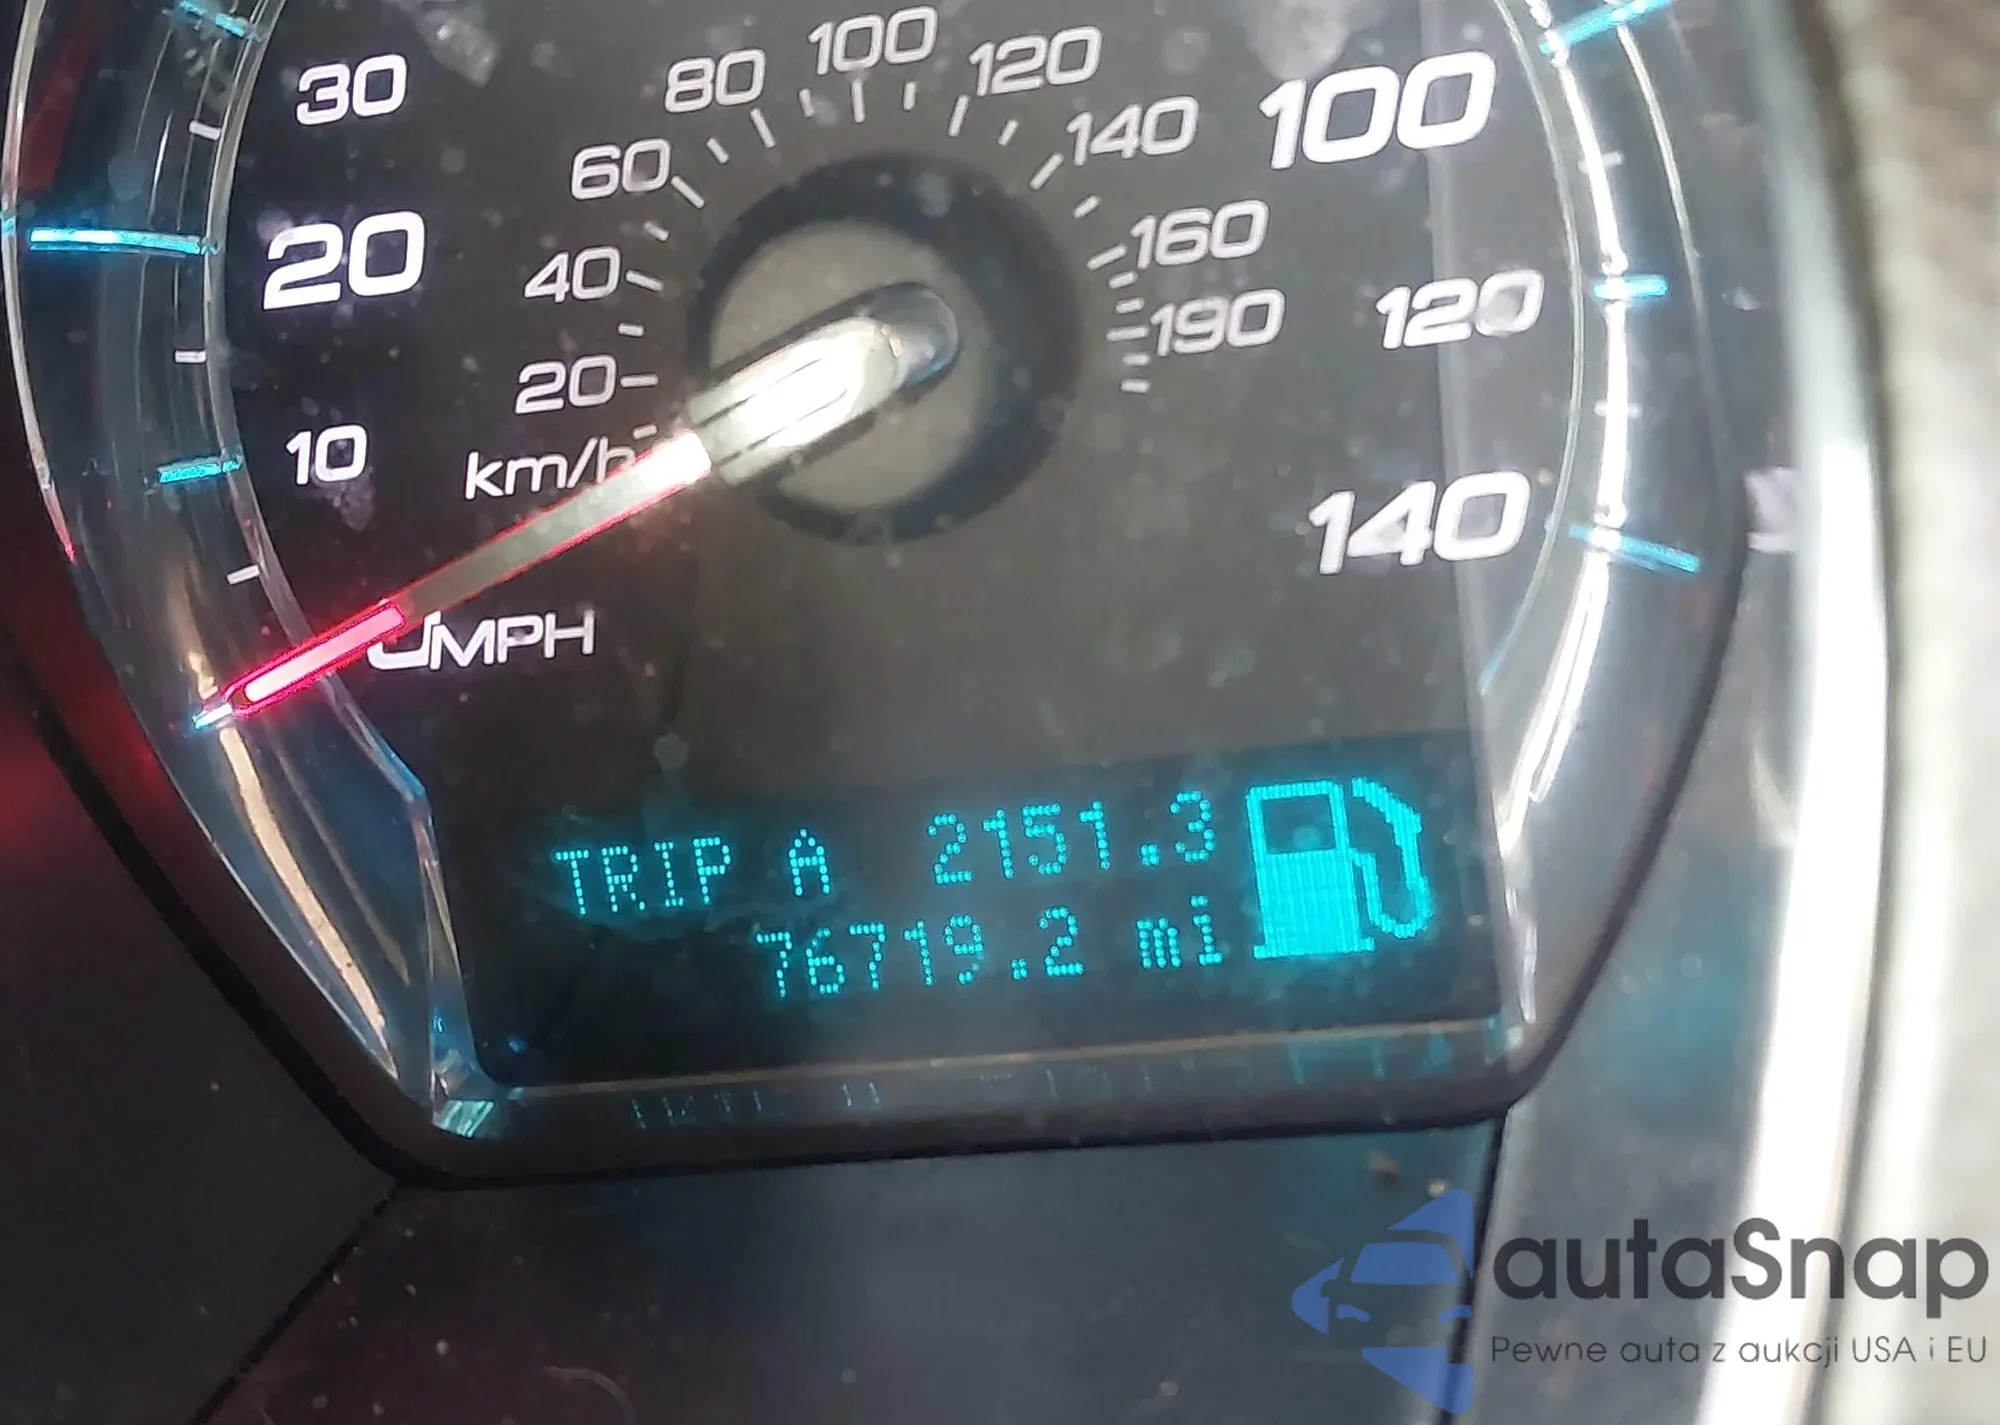 80 100 120
30 100
60 140
20 160
40 190 120
20
10 km/h
140
MPH
TRIP A 2151.3
76719.2 mi
autaSnap
Pewne auta z aukcji USA i EU